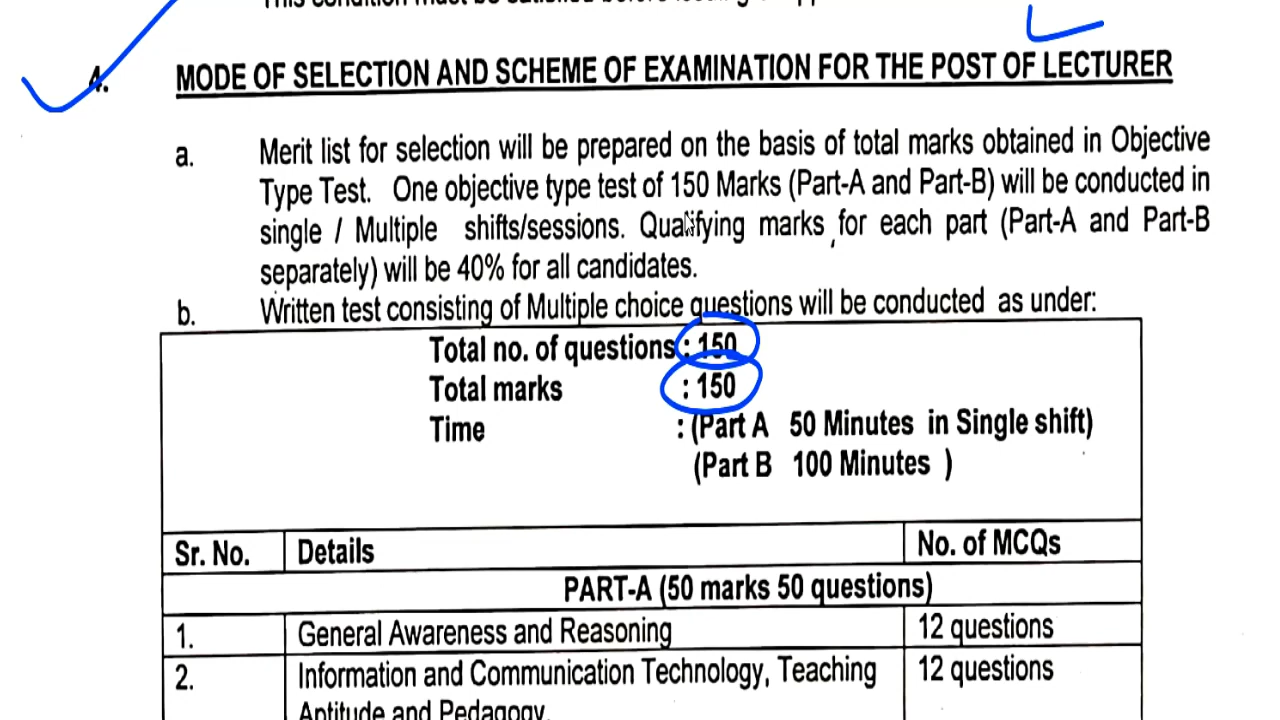 4. MODE OF SELECTION AND SCHEME OF EXAMINATION FOR THE POST OF LECTURER
a. Merit list for selection will be prepared on the basis of total marks obtained in Objective
Type Test. One objective type test of 150 Marks (Part-A and Part-B) will be conducted in
single / Multiple shifts/sessions. Qualifying marks for each part (Part-A and Part-B
separately) will be 40% for all candidates.
b. Written test consisting of Multiple choice questions will be conducted as under:
Total no. of questions : 150
Total marks : 150
Time : (Part A 50 Minutes in Single shift)
(Part B 100 Minutes )
Sr. No. Details No. of MCQs
PART-A (50 marks 50 questions)
1. General Awareness and Reasoning 12 questions
2. Information and Communication Technology, Teaching 12 questions
Aptitude and Pedagogy.